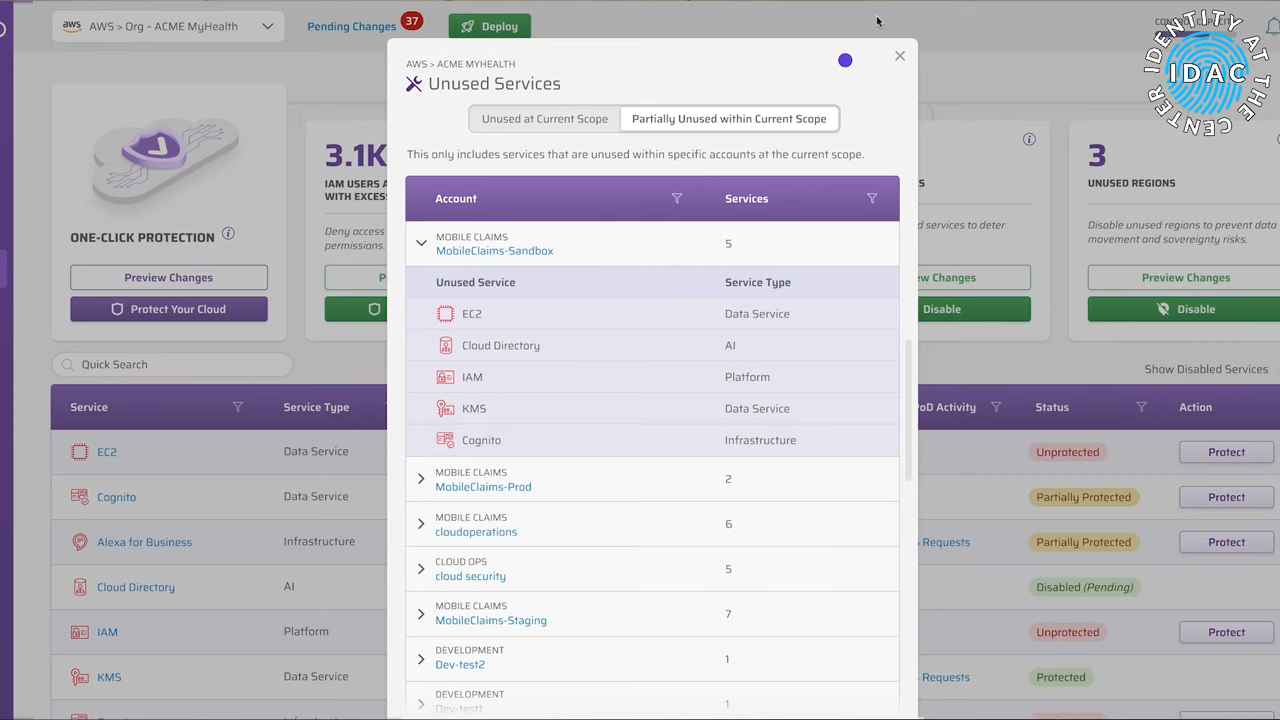 AWS > Org – ACME MyHealth
Pending Changes
37
Deploy
IDENTITY AT THE CENTER
IDAC
AWS > ACME MYHEALTH
Unused Services
Unused at Current Scope
Partially Unused within Current Scope
This only includes services that are unused within specific accounts at the current scope.
ONE-CLICK PROTECTION
Preview Changes
Protect Your Cloud
3.1K
IAM USERS A
WITH EXCES
Deny access
permissions.
P
S
ed services to deter
w Changes
Disable
3
UNUSED REGIONS
Disable unused regions to prevent data
movement and sovereignty risks.
Preview Changes
Disable
Account
Services
MOBILE CLAIMS
MobileClaims-Sandbox
5
Unused Service
Service Type
EC2
Data Service
Cloud Directory
AI
IAM
Platform
KMS
Data Service
Cognito
Infrastructure
MOBILE CLAIMS
MobileClaims-Prod
2
MOBILE CLAIMS
cloudoperations
6
CLOUD OPS
cloud security
5
MOBILE CLAIMS
MobileClaims-Staging
7
DEVELOPMENT
Dev-test2
1
DEVELOPMENT
Dev-test1
1
Quick Search
Show Disabled Services
Service
Service Type
PoD Activity
Status
Action
EC2
Data Service
Unprotected
Protect
Cognito
Data Service
Partially Protected
Protect
Alexa for Business
Infrastructure
Requests
Partially Protected
Protect
Cloud Directory
AI
Disabled (Pending)
IAM
Platform
Unprotected
Protect
KMS
Data Service
Requests
Protected